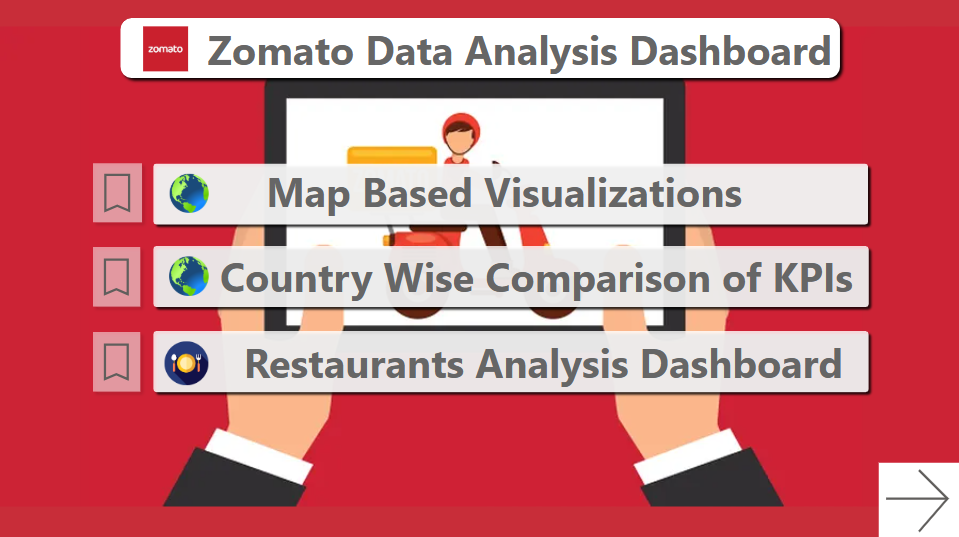 zomato
Zomato Data Analysis Dashboard
Map Based Visualizations
Country Wise Comparison of KPIs
Restaurants Analysis Dashboard